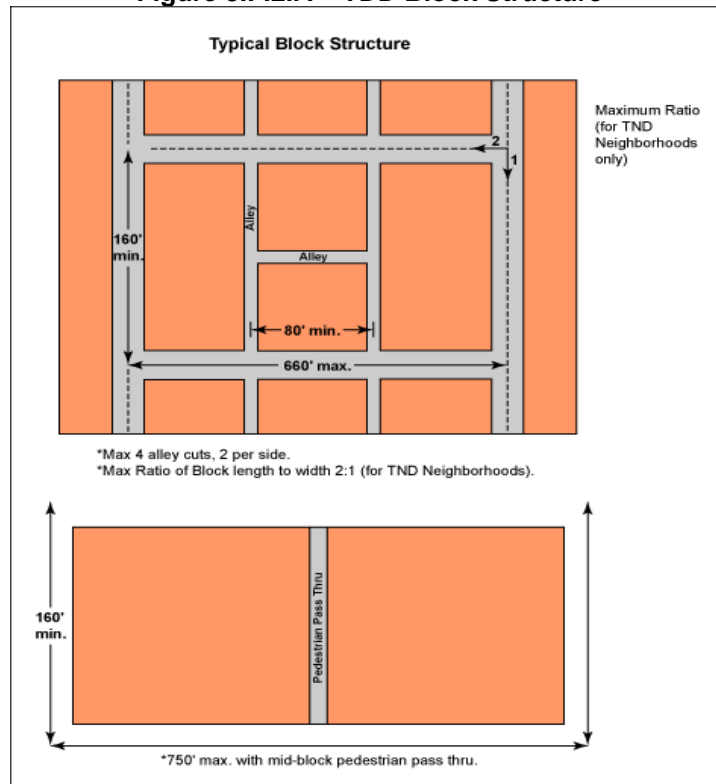 Typical Block Structure
Maximum Ratio
(for TND
Neighborhoods
only)
2
1
Alley
160'
min.
Alley
80' min.
660' max.
*Max 4 alley cuts, 2 per side.
*Max Ratio of Block length to width 2:1 (for TND Neighborhoods).
160'
min.
Pedestrian Pass Thru
*750' max. with mid-block pedestrian pass thru.